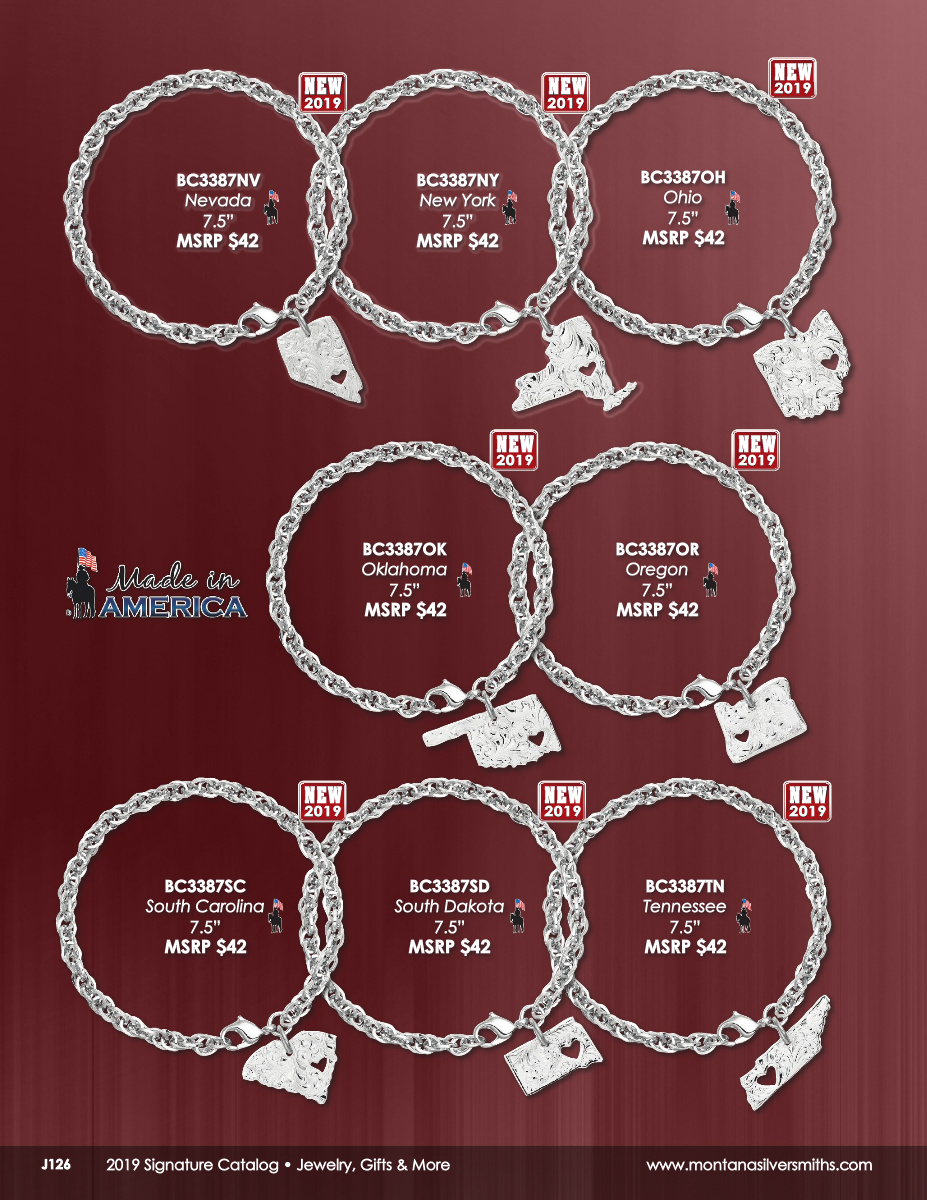 NEW
2019
NEW
2019
NEW
2019
BC3387NV
Nevada
7.5”
MSRP $42
BC3387NY
New York
7.5”
MSRP $42
BC3387OH
Ohio
7.5”
MSRP $42
NEW
2019
NEW
2019
BC3387OK
Oklahoma
7.5”
MSRP $42
BC3387OR
Oregon
7.5”
MSRP $42
Made in
®AMERICA
NEW
2019
NEW
2019
NEW
2019
BC3387SC
South Carolina
7.5”
MSRP $42
BC3387SD
South Dakota
7.5”
MSRP $42
BC3387TN
Tennessee
7.5”
MSRP $42
J126 2019 Signature Catalog • Jewelry, Gifts & More www.montanasilversmiths.com